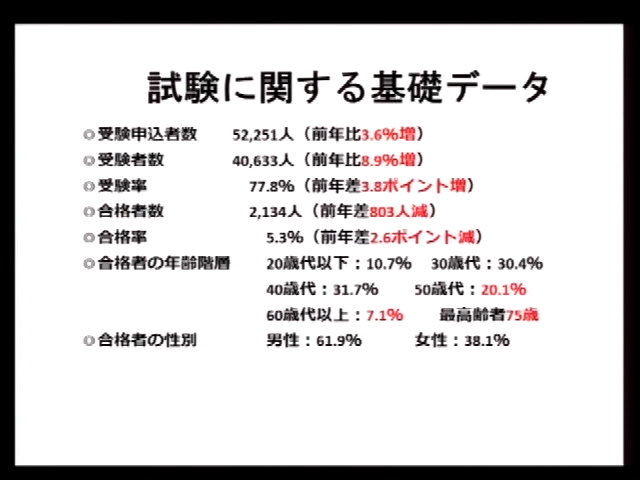 試験に関する基礎データ
◎受験申込者数 52,251人（前年比3.6%増）
◎受験者数 40,633人（前年比8.9%増）
◎受験率 77.8%（前年差3.8ポイント増）
◎合格者数 2,134人（前年差803人減）
◎合格率 5.3%（前年差2.6ポイント減）
◎合格者の年齢階層 20歳代以下：10.7% 30歳代：30.4%
40歳代：31.7% 50歳代：20.1%
60歳代以上：7.1% 最高齢者75歳
◎合格者の性別 男性：61.9% 女性：38.1%